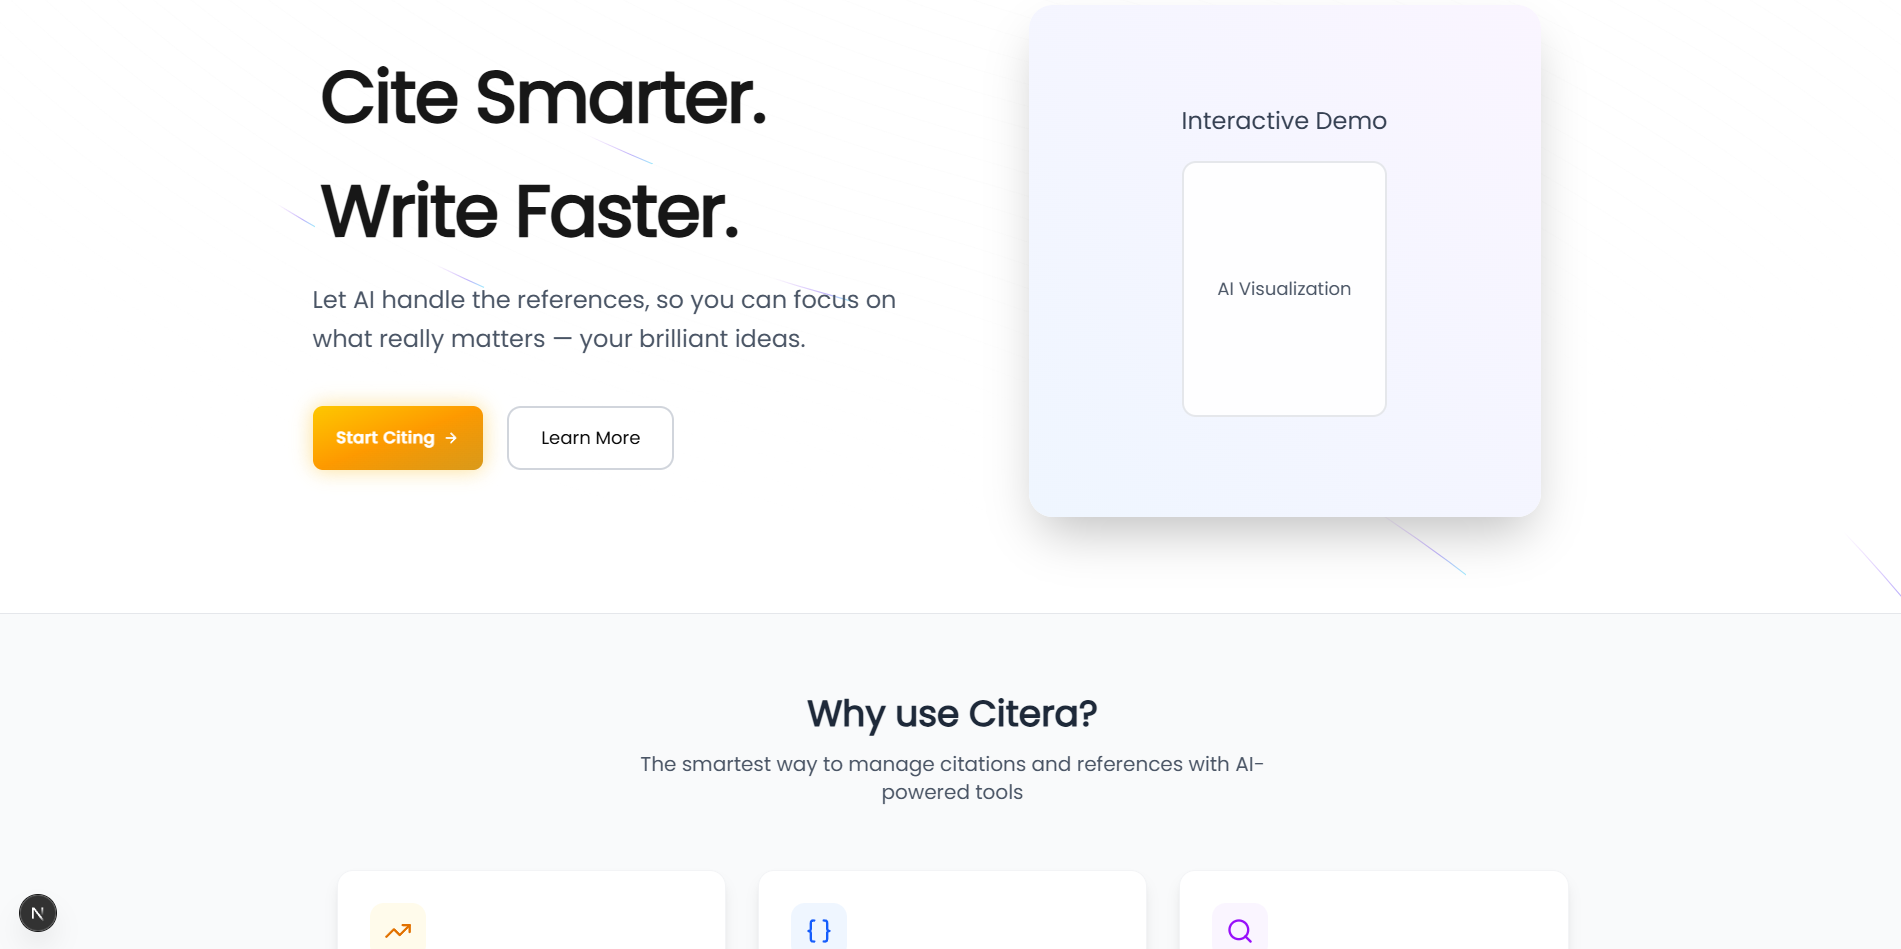 Cite Smarter.
Write Faster.
Let AI handle the references, so you can focus on
what really matters — your brilliant ideas.
Start Citing →
Learn More
Interactive Demo
AI Visualization
Why use Citera?
The smartest way to manage citations and references with AI-
powered tools
N